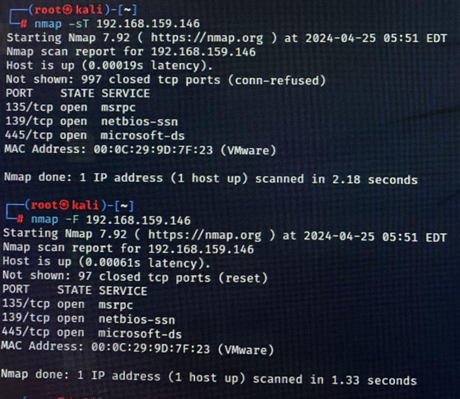 ┌──(root㉿kali)-[~]
└─# nmap -sT 192.168.159.146
Starting Nmap 7.92 ( https://nmap.org ) at 2024-04-25 05:51 EDT
Nmap scan report for 192.168.159.146
Host is up (0.00019s latency).
Not shown: 997 closed tcp ports (conn-refused)
PORT    STATE SERVICE
135/tcp open  msrpc
139/tcp open  netbios-ssn
445/tcp open  microsoft-ds
MAC Address: 00:0C:29:9D:7F:23 (VMware)
Nmap done: 1 IP address (1 host up) scanned in 2.18 seconds
┌──(root㉿kali)-[~]
└─# nmap -F 192.168.159.146
Starting Nmap 7.92 ( https://nmap.org ) at 2024-04-25 05:51 EDT
Nmap scan report for 192.168.159.146
Host is up (0.00061s latency).
Not shown: 97 closed tcp ports (reset)
PORT    STATE SERVICE
135/tcp open  msrpc
139/tcp open  netbios-ssn
445/tcp open  microsoft-ds
MAC Address: 00:0C:29:9D:7F:23 (VMware)
Nmap done: 1 IP address (1 host up) scanned in 1.33 seconds